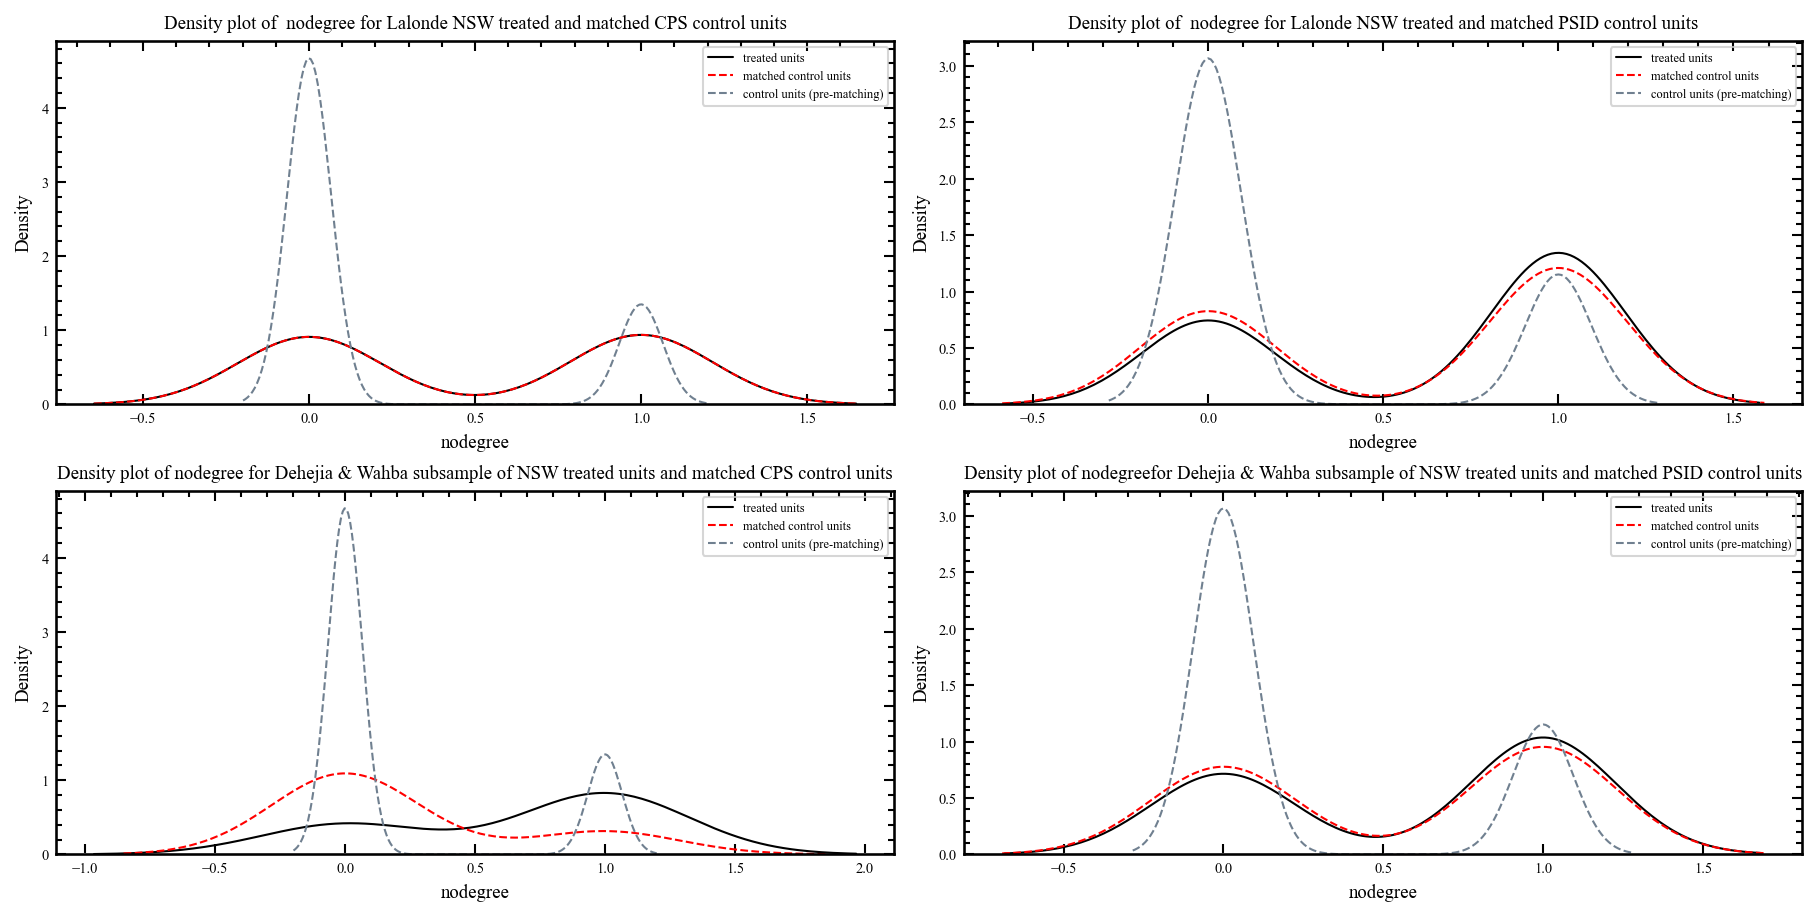 Density plot of  nodegree for Lalonde NSW treated and matched CPS control units
treated units
matched control units
control units (pre-matching)
Density
4
3
2
1
0
−0.5 0.0 0.5 1.0 1.5
nodegree
Density plot of  nodegree for Lalonde NSW treated and matched PSID control units
treated units
matched control units
control units (pre-matching)
Density
3.0
2.5
2.0
1.5
1.0
0.5
0.0
−0.5 0.0 0.5 1.0 1.5
nodegree
Density plot of nodegree for Dehejia & Wahba subsample of NSW treated units and matched CPS control units
treated units
matched control units
control units (pre-matching)
Density
4
3
2
1
0
−1.0 −0.5 0.0 0.5 1.0 1.5 2.0
nodegree
Density plot of nodegreefor Dehejia & Wahba subsample of NSW treated units and matched PSID control units
treated units
matched control units
control units (pre-matching)
Density
3.0
2.5
2.0
1.5
1.0
0.5
0.0
−0.5 0.0 0.5 1.0 1.5
nodegree